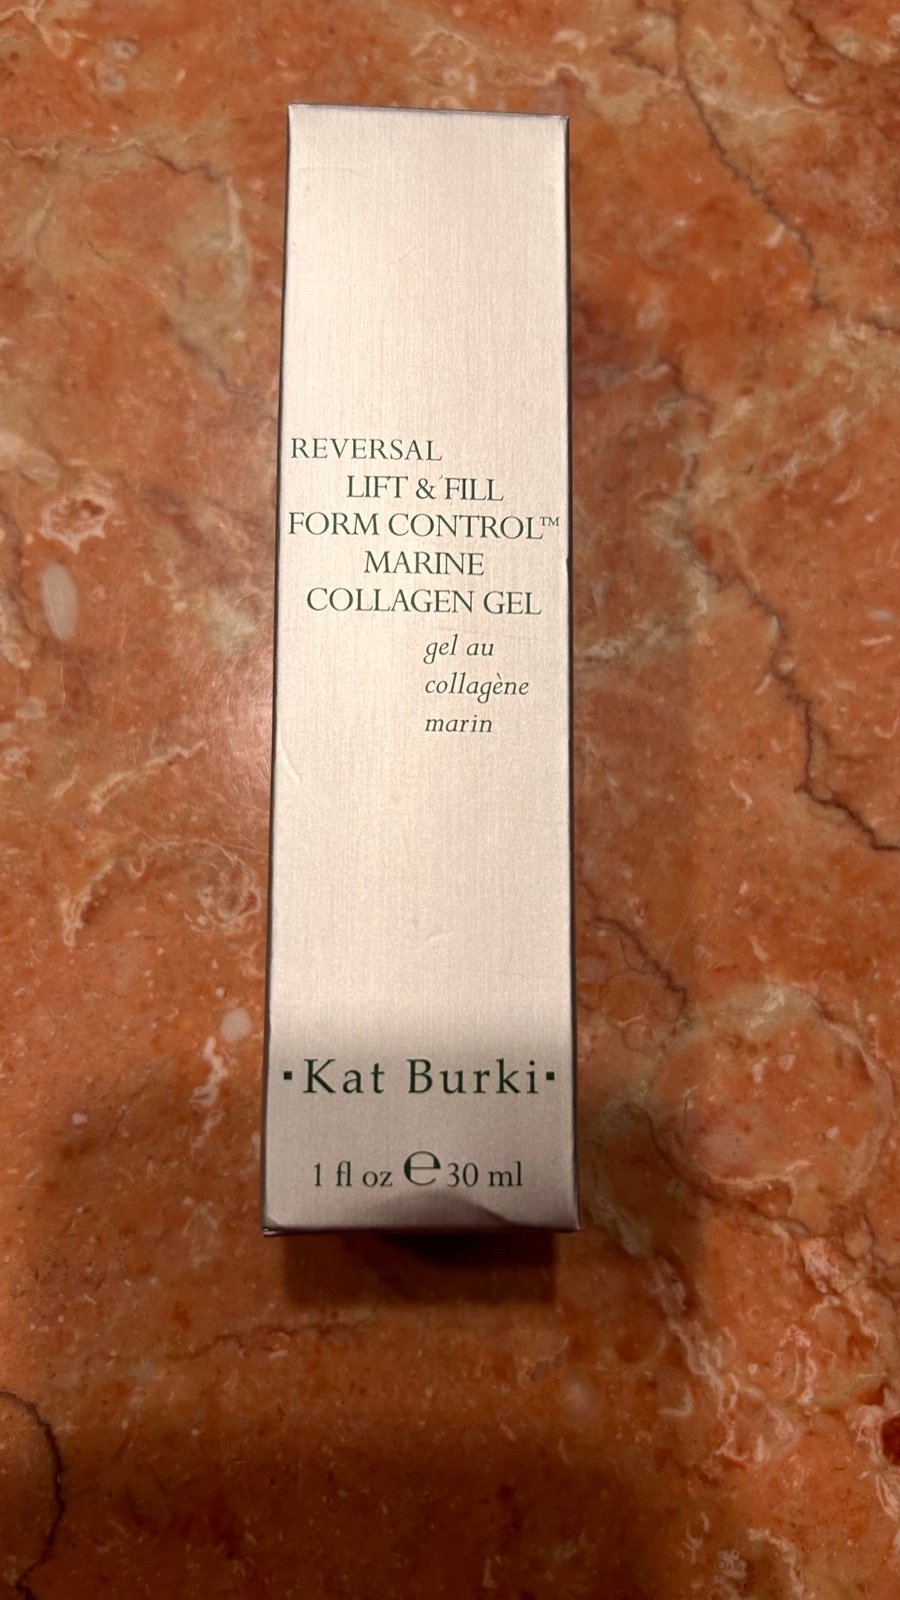 REVERSAL
LIFT & FILL
FORM CONTROL™
MARINE
COLLAGEN GEL
gel au
collagène
marin
▪Kat Burki▪
1 fl oz ℮ 30 ml